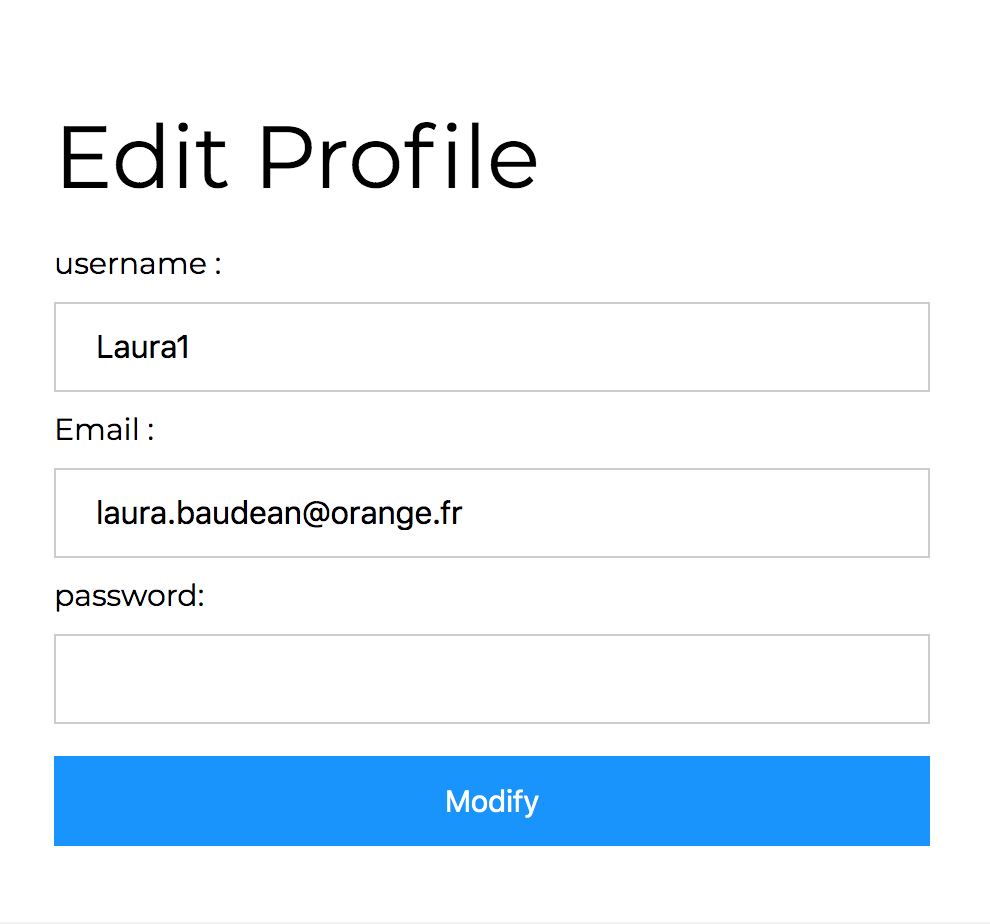 Edit Profile
username :
Laura1
Email :
laura.baudean@orange.fr
password:
Modify